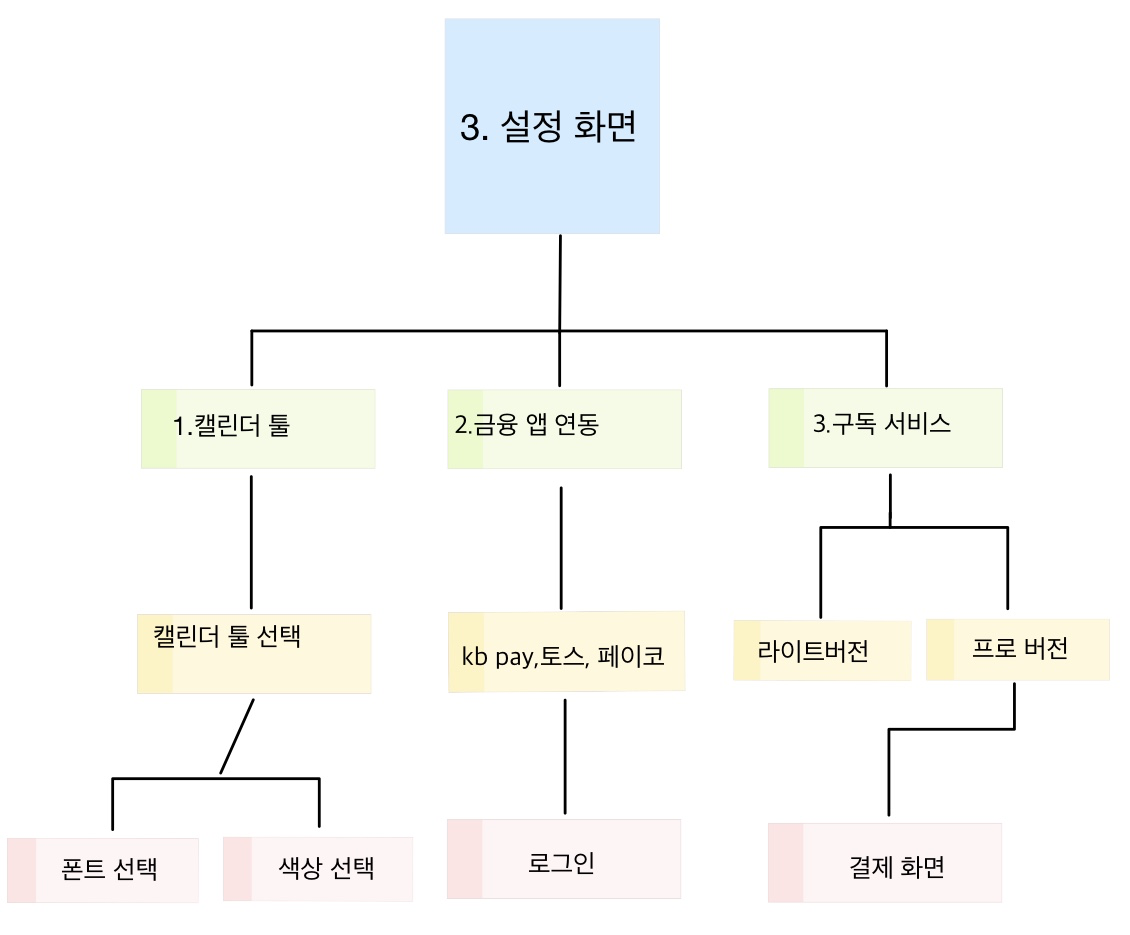 3. 설정 화면
1.캘린더 툴
2.금융 앱 연동
3.구독 서비스
캘린더 툴 선택
kb pay,토스, 페이코
라이트버전
프로 버전
폰트 선택
색상 선택
로그인
결제 화면